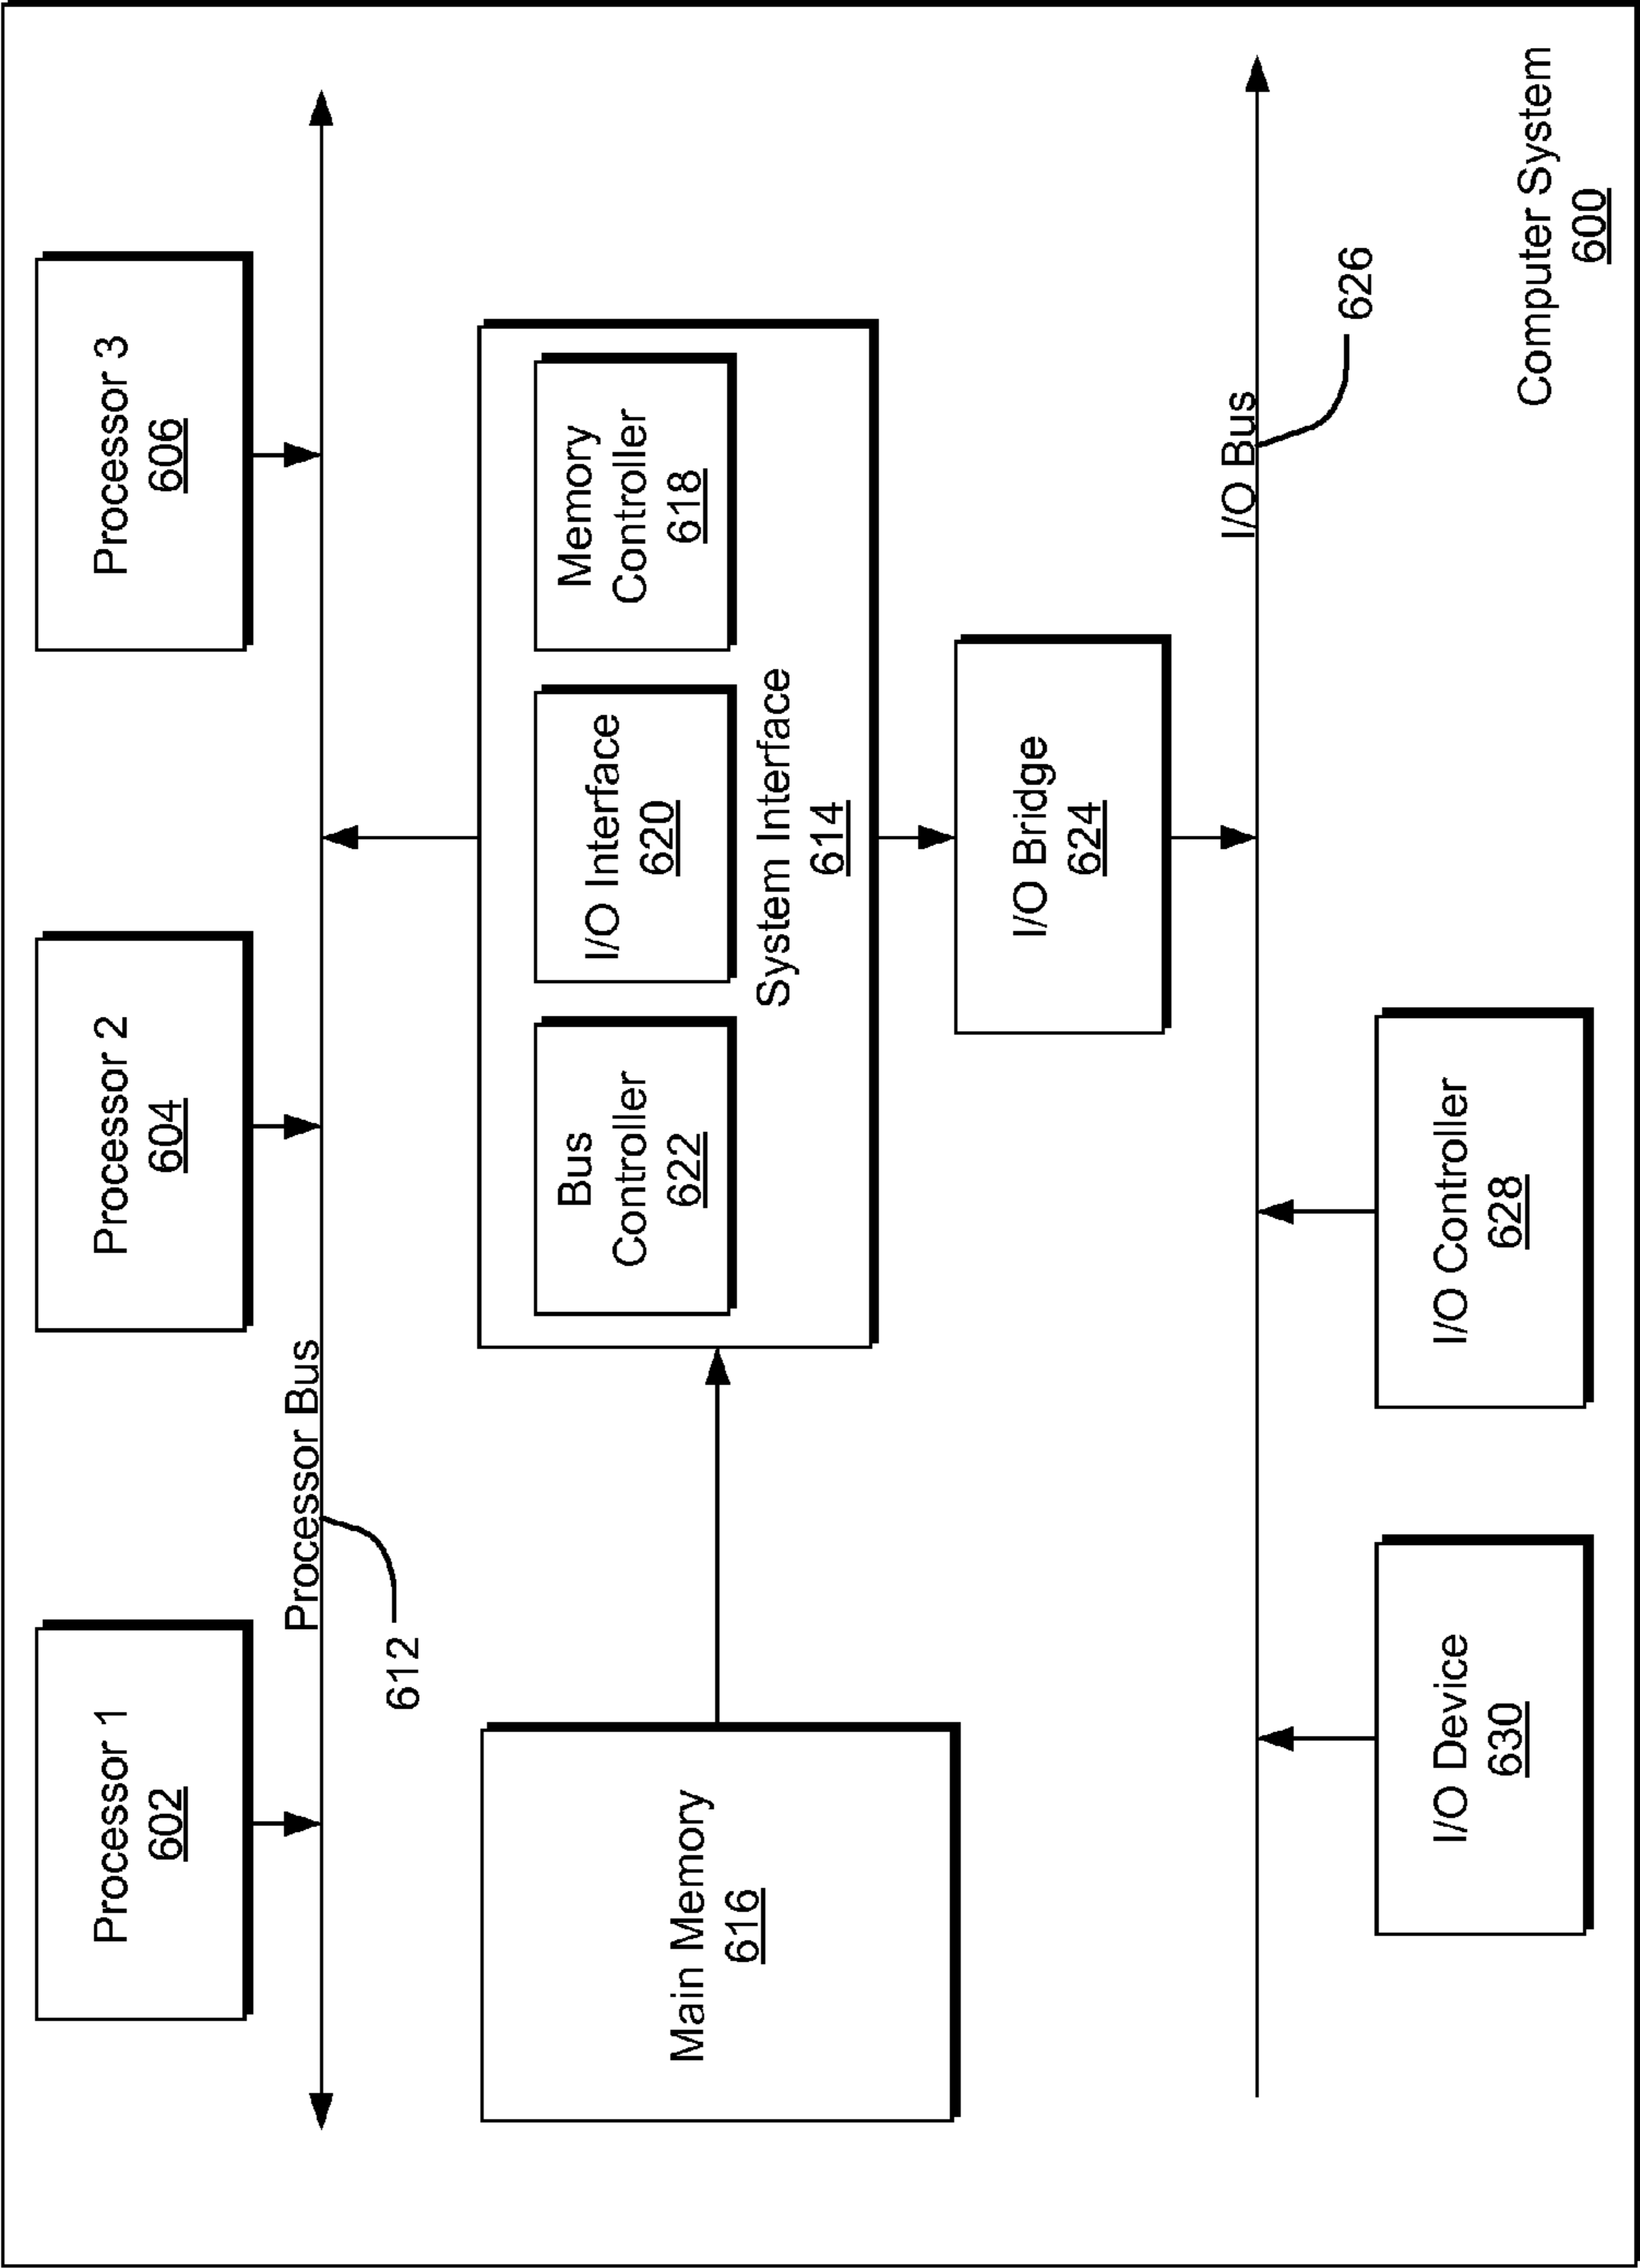 Processor 1
602
Processor 2
604
Processor 3
606
Processor Bus
612
Main Memory
616
Bus
Controller
622
I/O Interface
620
Memory
Controller
618
System Interface
614
I/O Bridge
624
I/O Bus
626
I/O Device
630
I/O Controller
628
Computer System
600